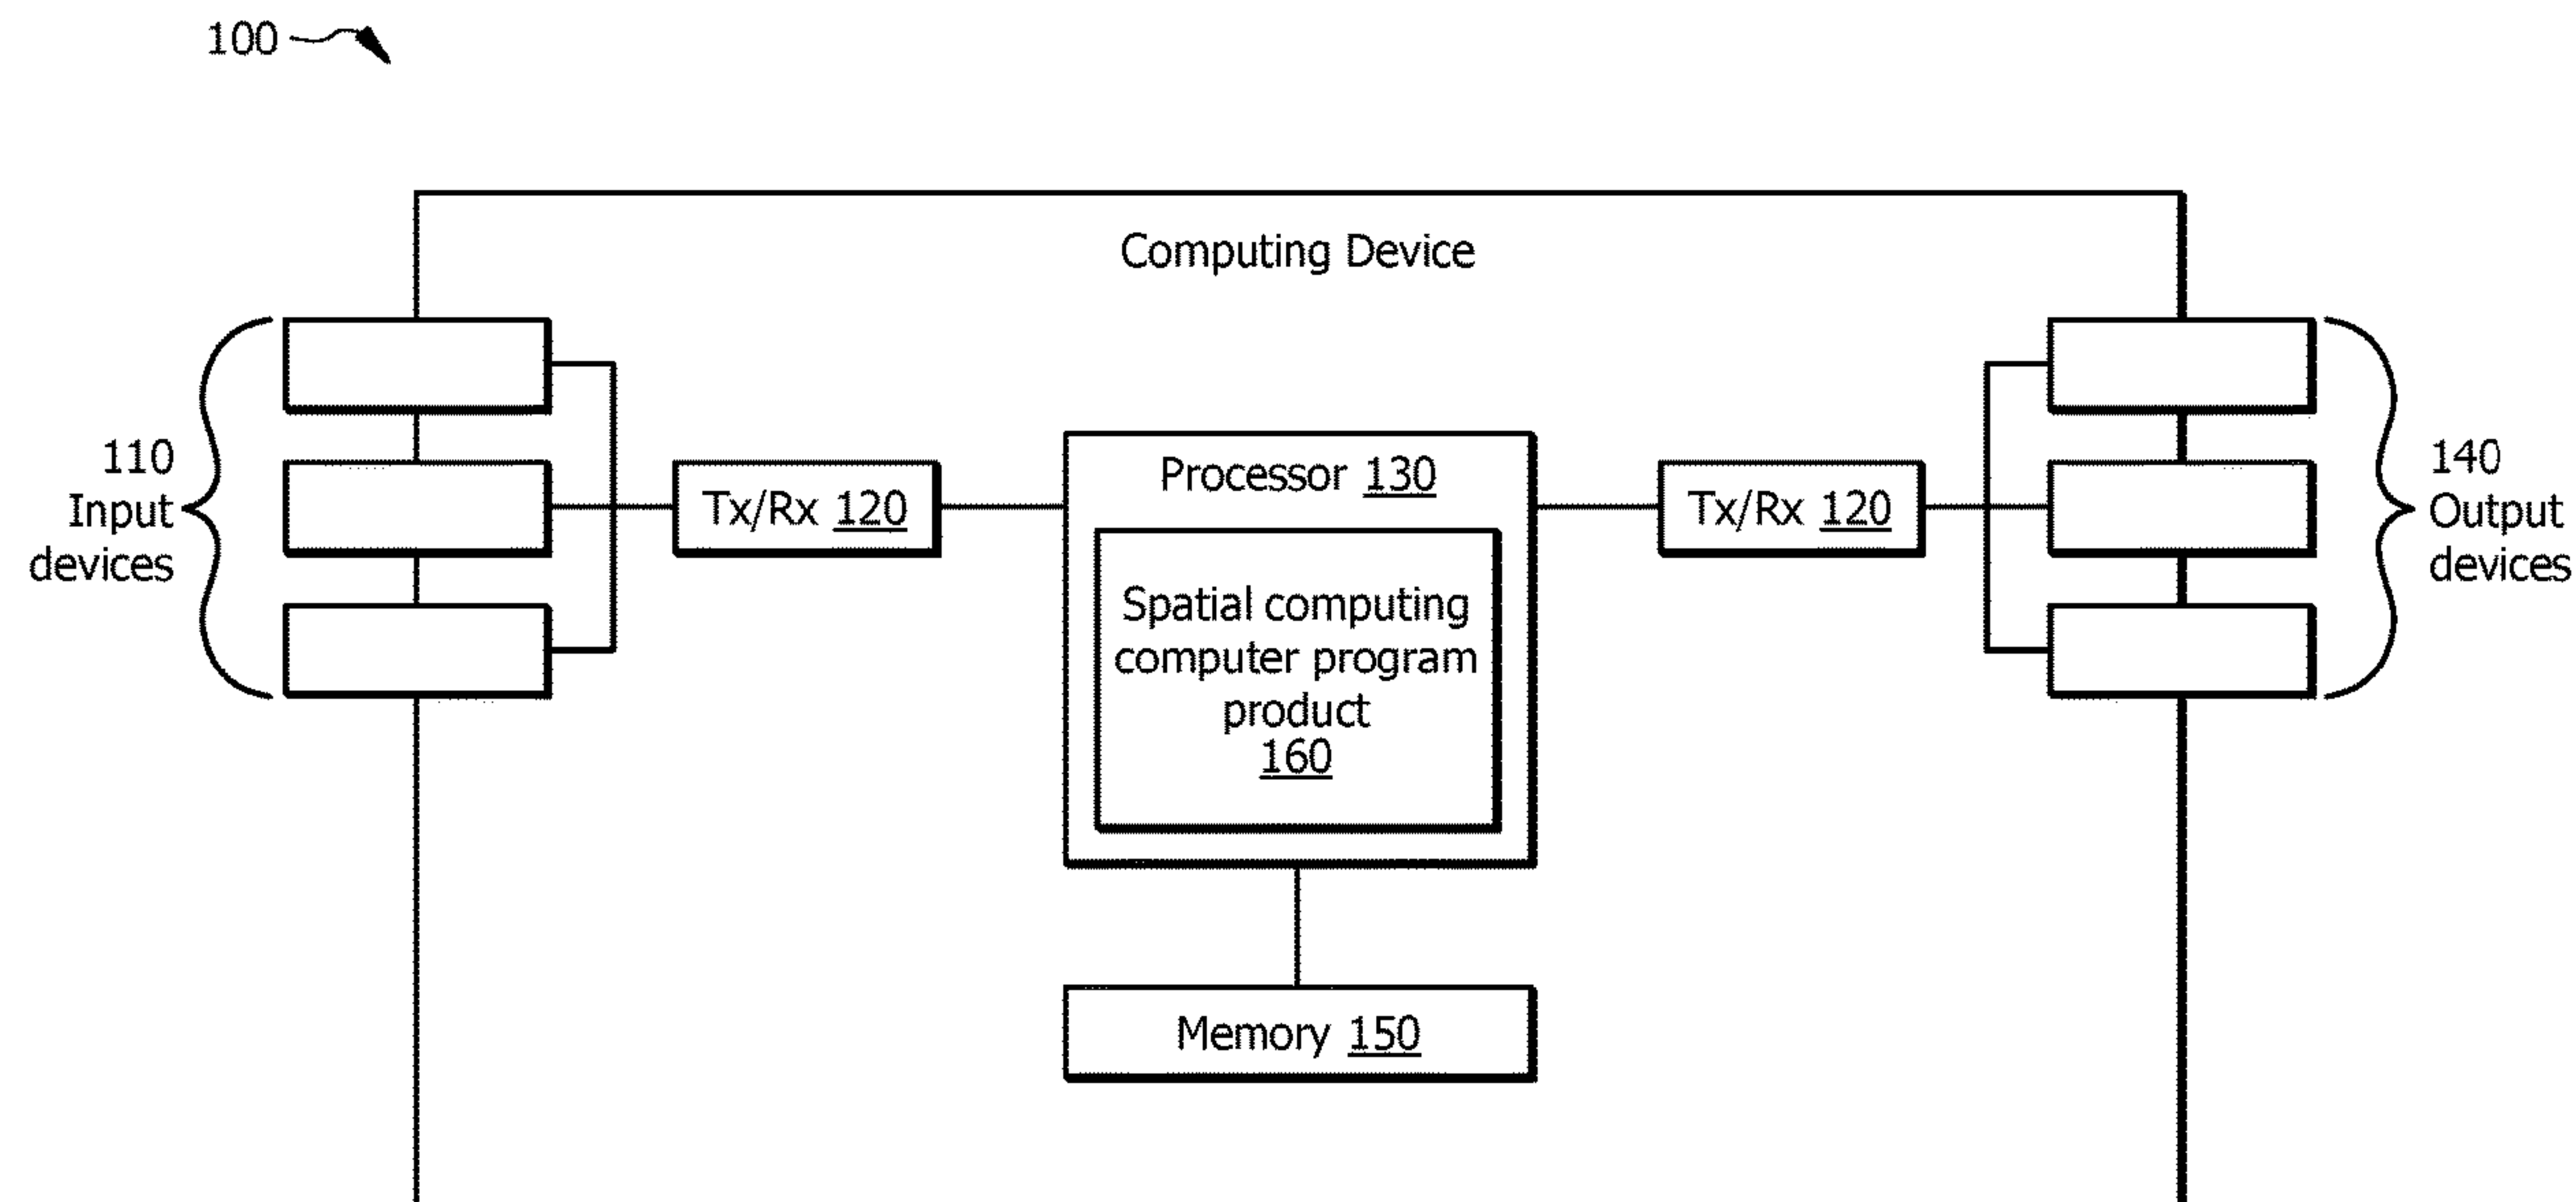 100
Computing Device
110
Input
devices
Tx/Rx 120
Processor 130
Spatial computing
computer program
product
160
Tx/Rx 120
140
Output
devices
Memory 150